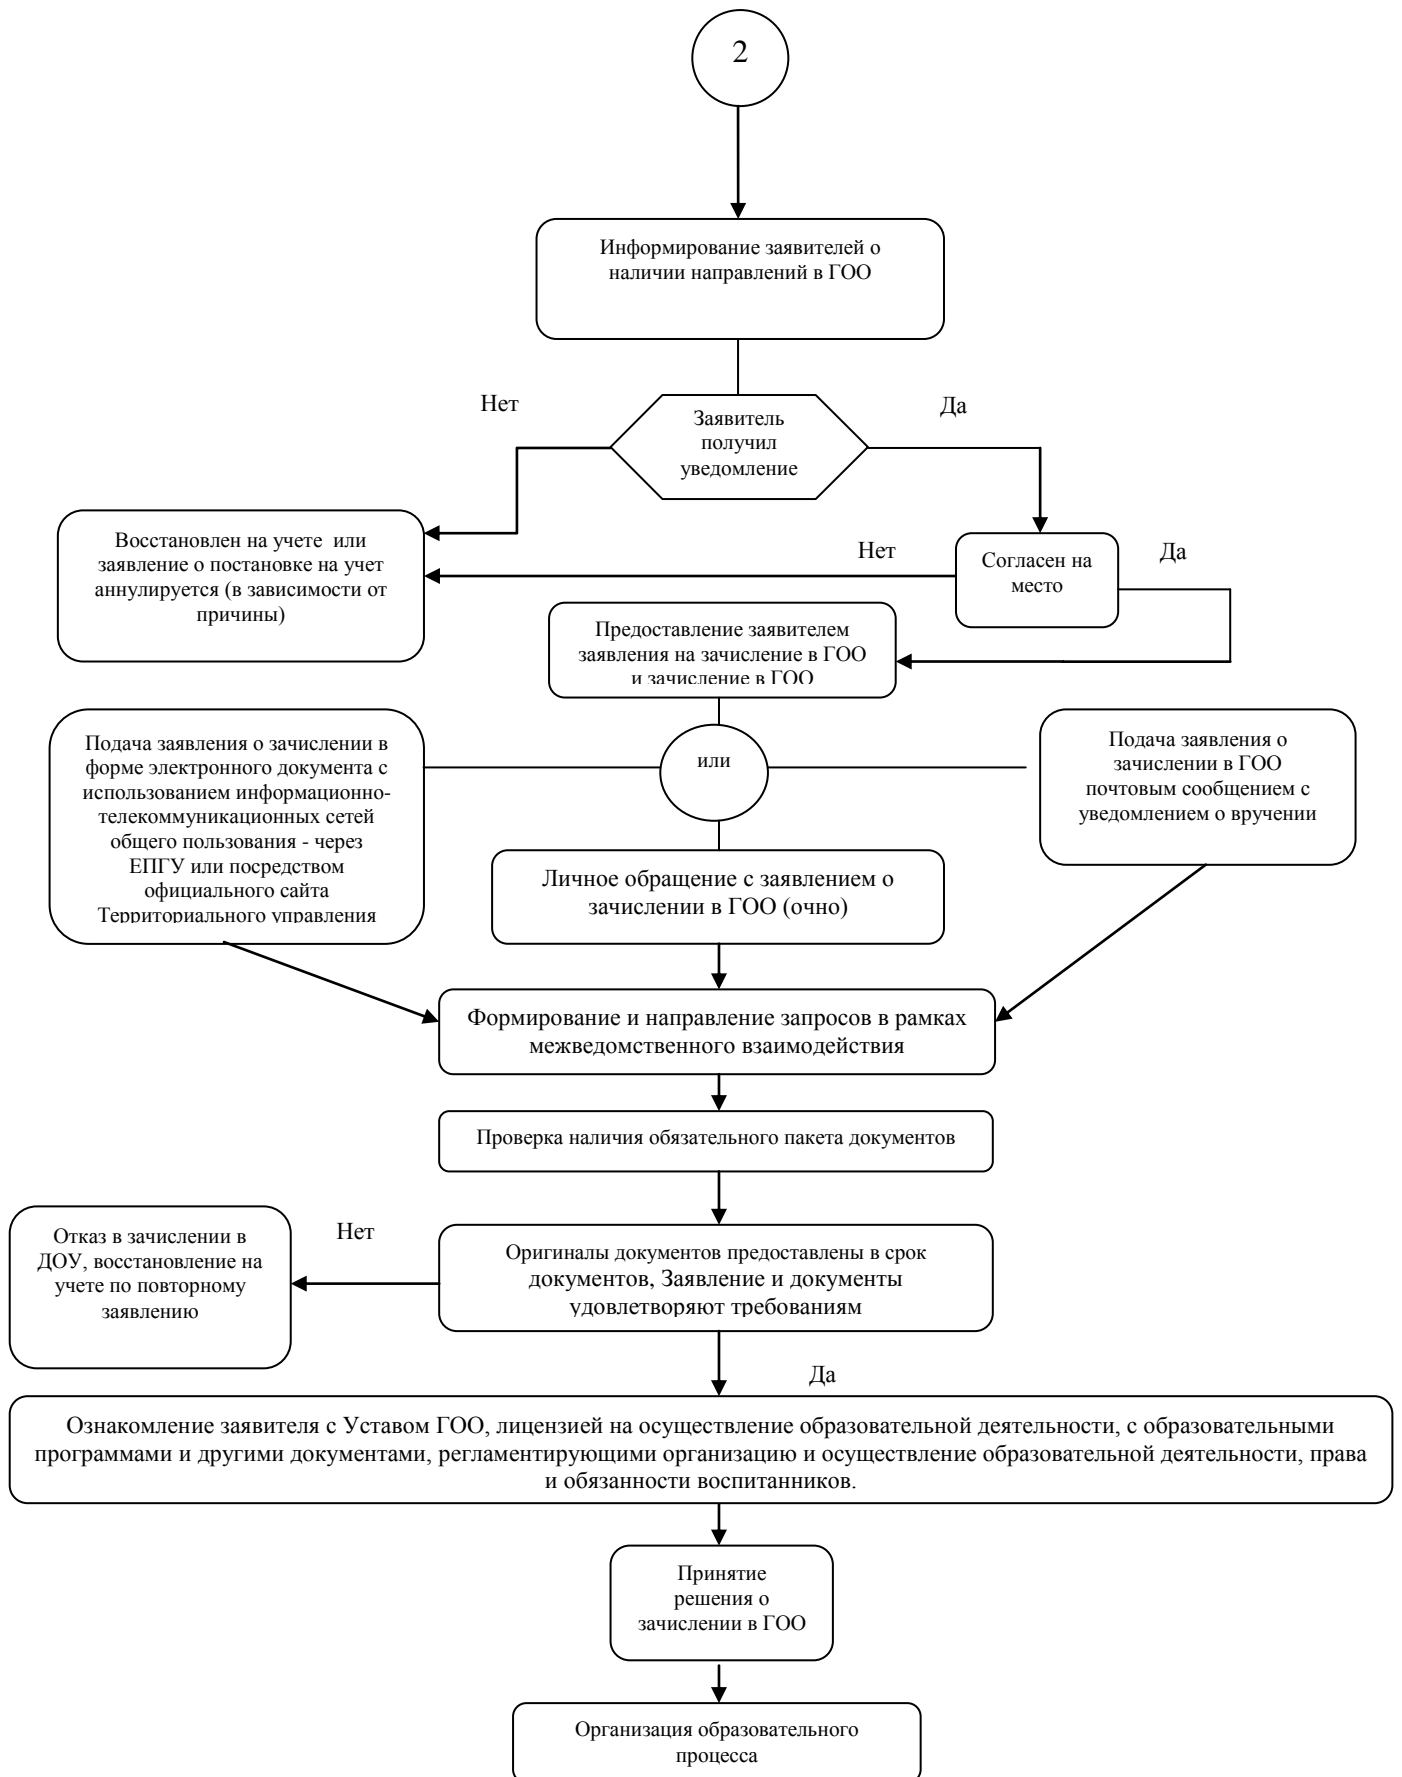 2
Информирование заявителей о
наличии направлений в ГОО
Нет
Да
Заявитель
получил
уведомление
Восстановлен на учете или
заявление о постановке на учет
аннулируется (в зависимости от
причины)
Нет
Согласен на
место
Да
Предоставление заявителем
заявления на зачисление в ГОО
и зачисление в ГОО
Подача заявления о зачислении в
форме электронного документа с
использованием информационно-
телекоммуникационных сетей
общего пользования - через
ЕПГУ или посредством
официального сайта
Территориального управления
или
Подача заявления о
зачислении в ГОО
почтовым сообщением с
уведомлением о вручении
Личное обращение с заявлением о
зачислении в ГОО (очно)
Формирование и направление запросов в рамках
межведомственного взаимодействия
Проверка наличия обязательного пакета документов
Отказ в зачислении в
ДОУ, восстановление на
учете по повторному
заявлению
Нет
Оригиналы документов предоставлены в срок
документов, Заявление и документы
удовлетворяют требованиям
Да
Ознакомление заявителя с Уставом ГОО, лицензией на осуществление образовательной деятельности, с образовательными
программами и другими документами, регламентирующими организацию и осуществление образовательной деятельности, права
и обязанности воспитанников.
Принятие
решения о
зачислении в ГОО
Организация образовательного
процесса